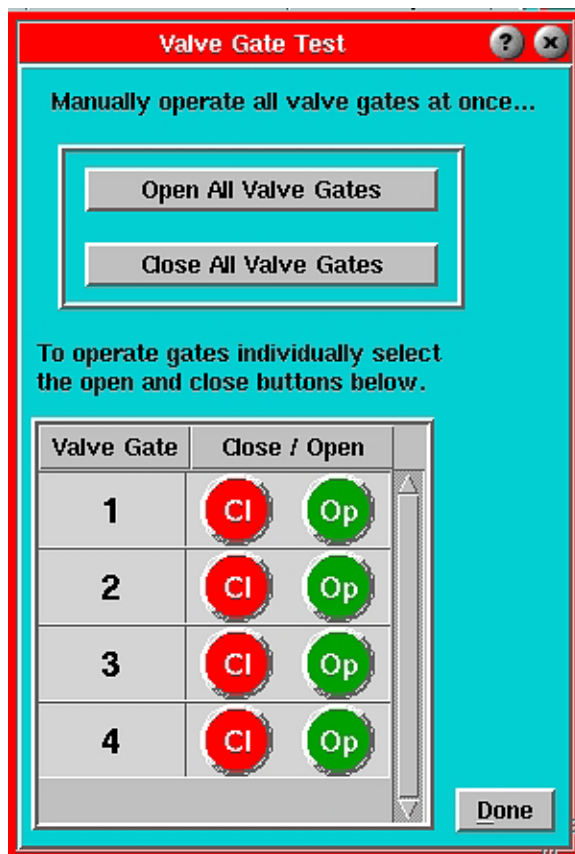 Valve Gate Test
? x
Manually operate all valve gates at once...
Open All Valve Gates
Close All Valve Gates
To operate gates individually select
the open and close buttons below.
Valve Gate Close / Open
1 Cl Op
2 Cl Op
3 Cl Op
4 Cl Op
Done